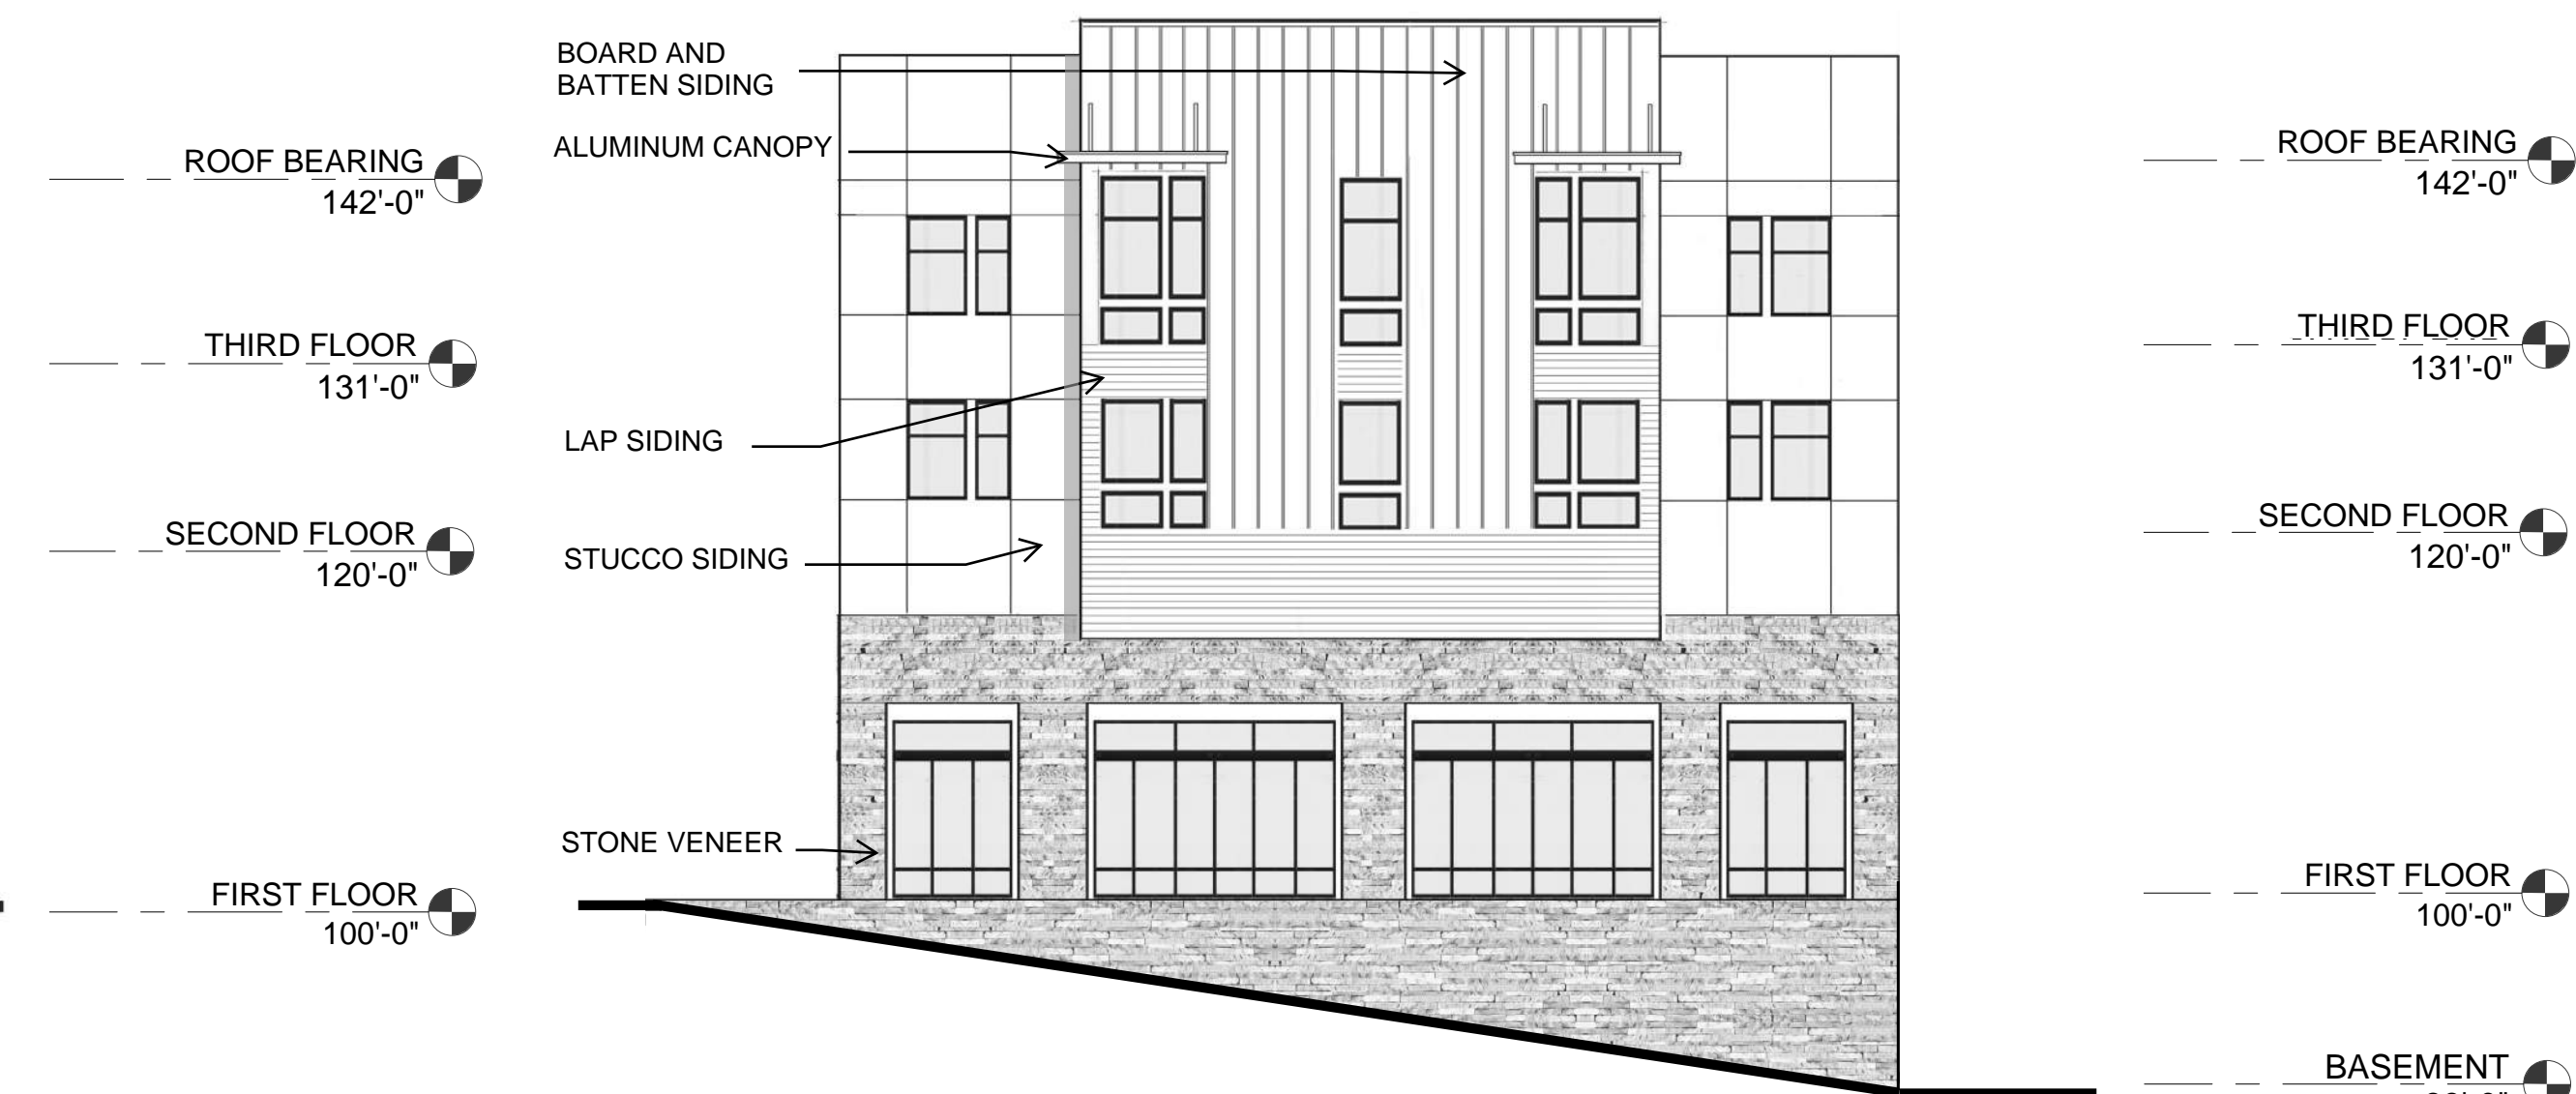 BOARD AND
BATTEN SIDING
ALUMINUM CANOPY
LAP SIDING
STUCCO SIDING
STONE VENEER
ROOF BEARING
142'-0"
THIRD FLOOR
131'-0"
SECOND FLOOR
120'-0"
FIRST FLOOR
100'-0"
ROOF BEARING
142'-0"
THIRD FLOOR
131'-0"
SECOND FLOOR
120'-0"
FIRST FLOOR
100'-0"
BASEMENT